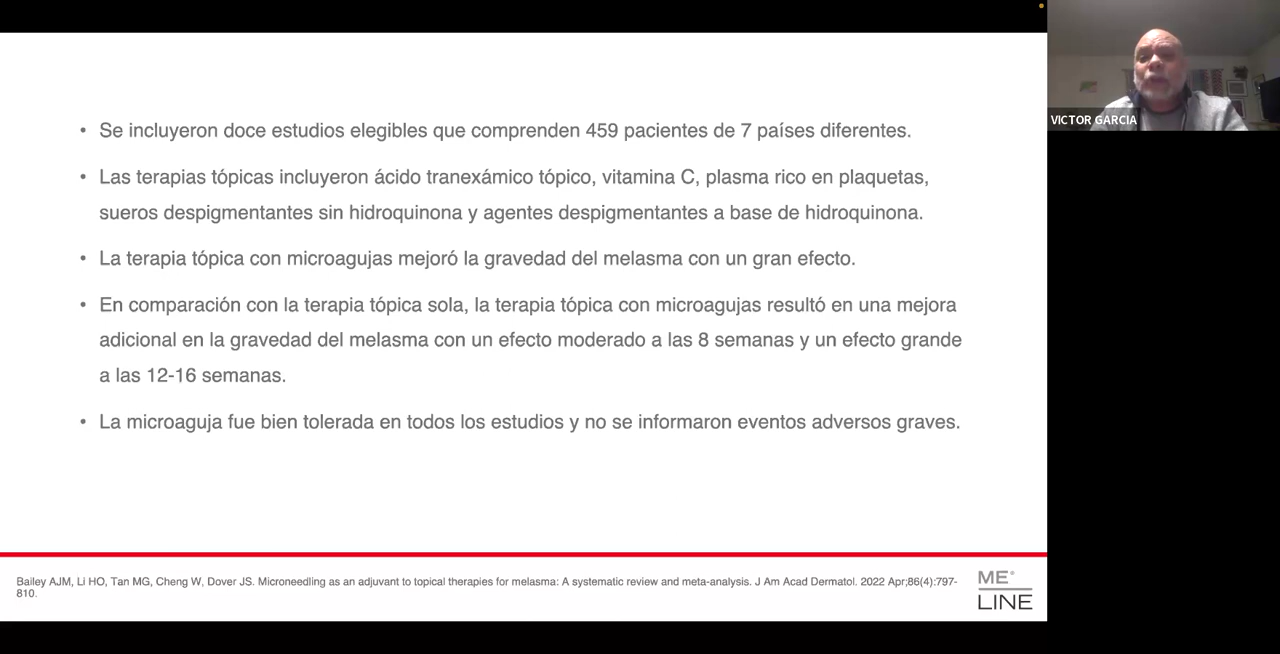 • Se incluyeron doce estudios elegibles que comprenden 459 pacientes de 7 países diferentes.
• Las terapias tópicas incluyeron ácido tranexámico tópico, vitamina C, plasma rico en plaquetas,
sueros despigmentantes sin hidroquinona y agentes despigmentantes a base de hidroquinona.
• La terapia tópica con microagujas mejoró la gravedad del melasma con un gran efecto.
• En comparación con la terapia tópica sola, la terapia tópica con microagujas resultó en una mejora
adicional en la gravedad del melasma con un efecto moderado a las 8 semanas y un efecto grande
a las 12-16 semanas.
• La microaguja fue bien tolerada en todos los estudios y no se informaron eventos adversos graves.
Bailey AJM, Li HO, Tan MG, Cheng W, Dover JS. Microneedling as an adjuvant to topical therapies for melasma: A systematic review and meta-analysis. J Am Acad Dermatol. 2022 Apr;86(4):797-
810.
ME°
LINE
VICTOR GARCIA